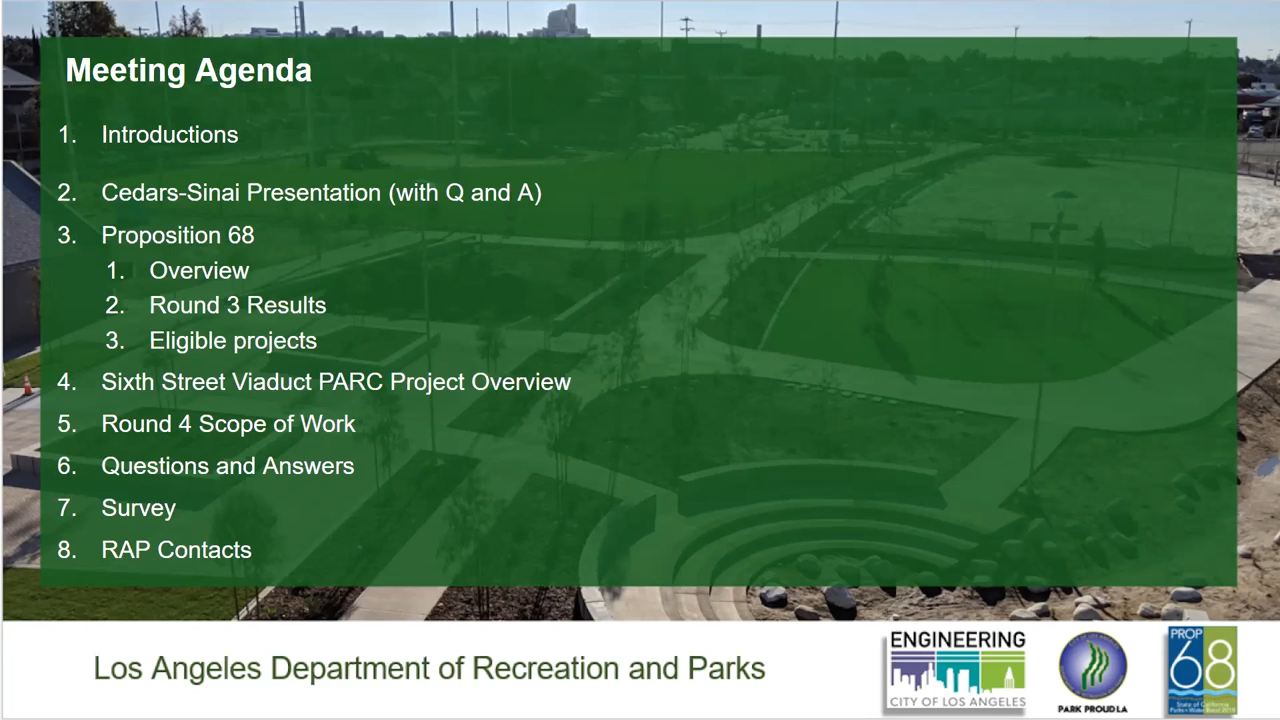 Meeting Agenda
1. Introductions
2. Cedars-Sinai Presentation (with Q and A)
3. Proposition 68
1. Overview
2. Round 3 Results
3. Eligible projects
4. Sixth Street Viaduct PARC Project Overview
5. Round 4 Scope of Work
6. Questions and Answers
7. Survey
8. RAP Contacts
Los Angeles Department of Recreation and Parks
ENGINEERING
CITY OF LOS ANGELES
PARK PROUD LA
PROP
68
State of California